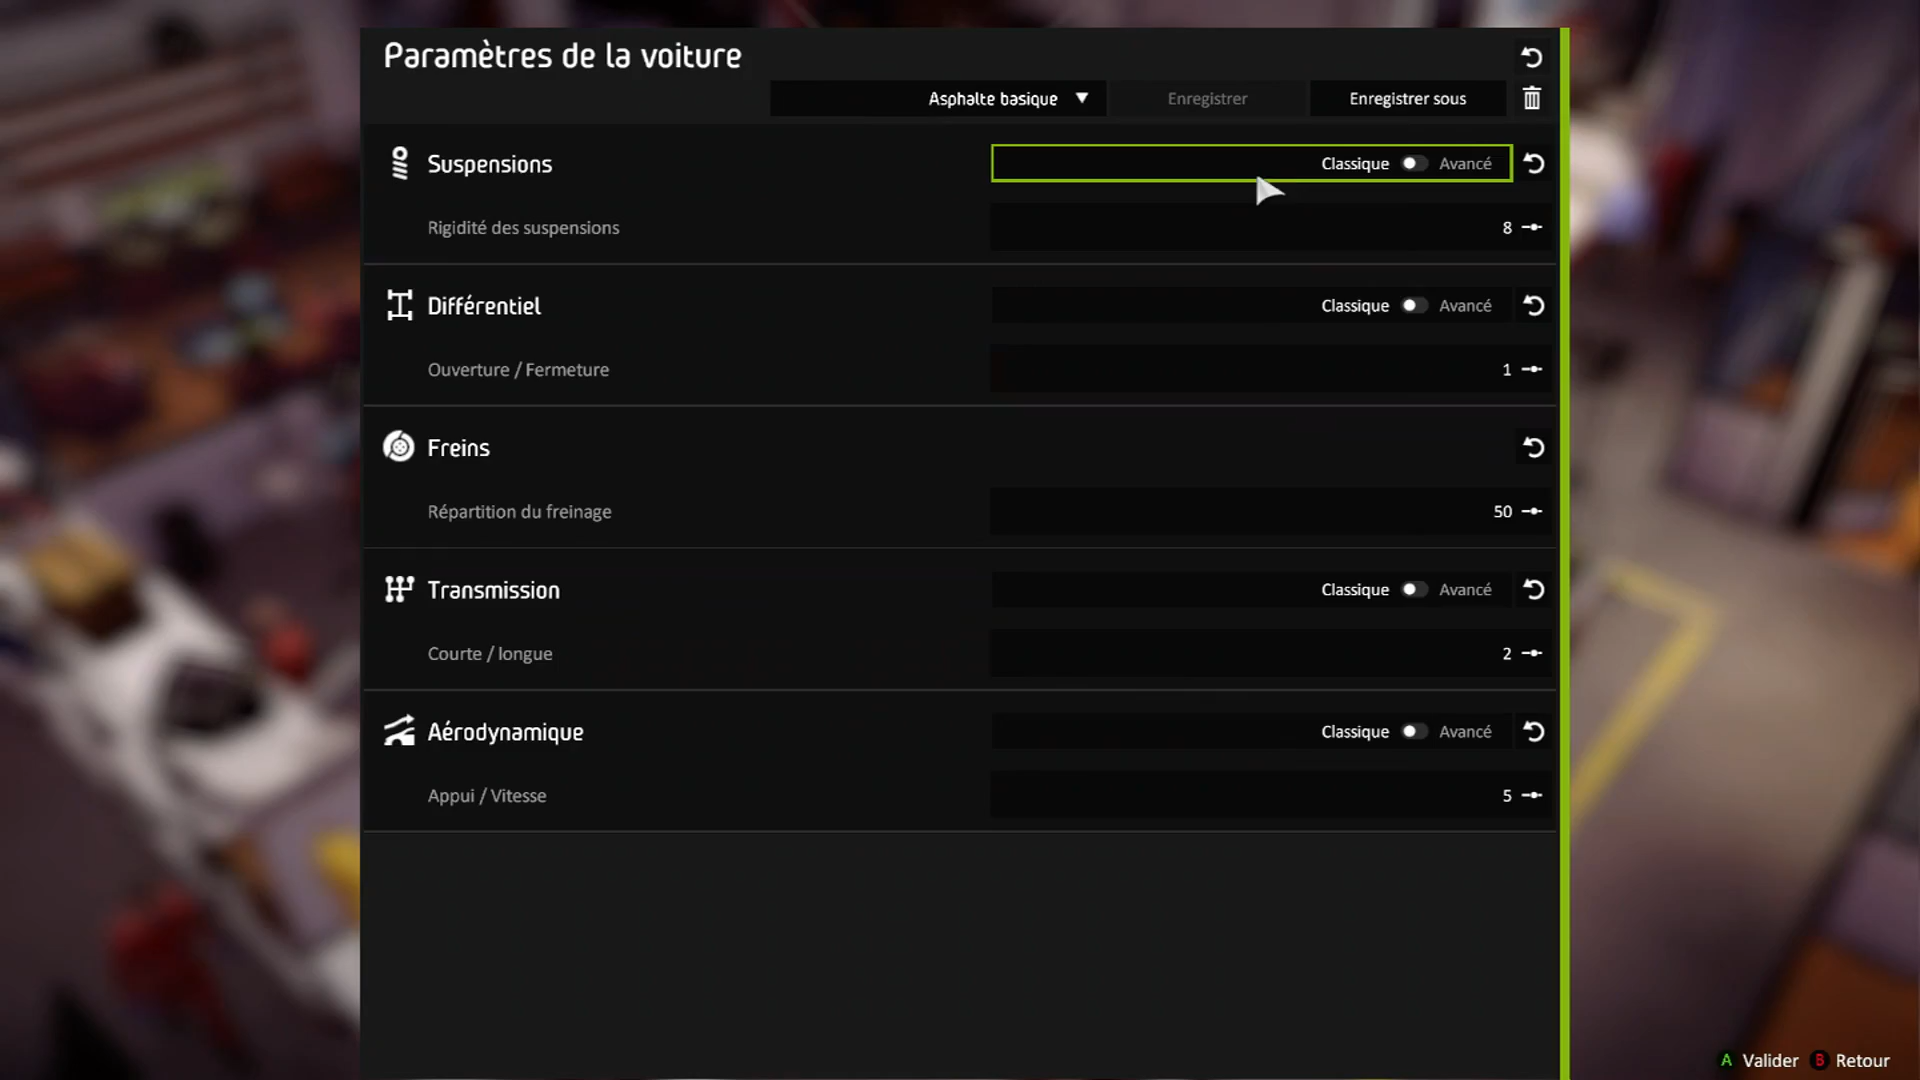 Paramètres de la voiture
Asphalte basique ▼ Enregistrer Enregistrer sous
Suspensions Classique Avancé
Rigidité des suspensions 8
Différentiel Classique Avancé
Ouverture / Fermeture 1
Freins
Répartition du freinage 50
Transmission Classique Avancé
Courte / longue 2
Aérodynamique Classique Avancé
Appui / Vitesse 5
A Valider B Retour